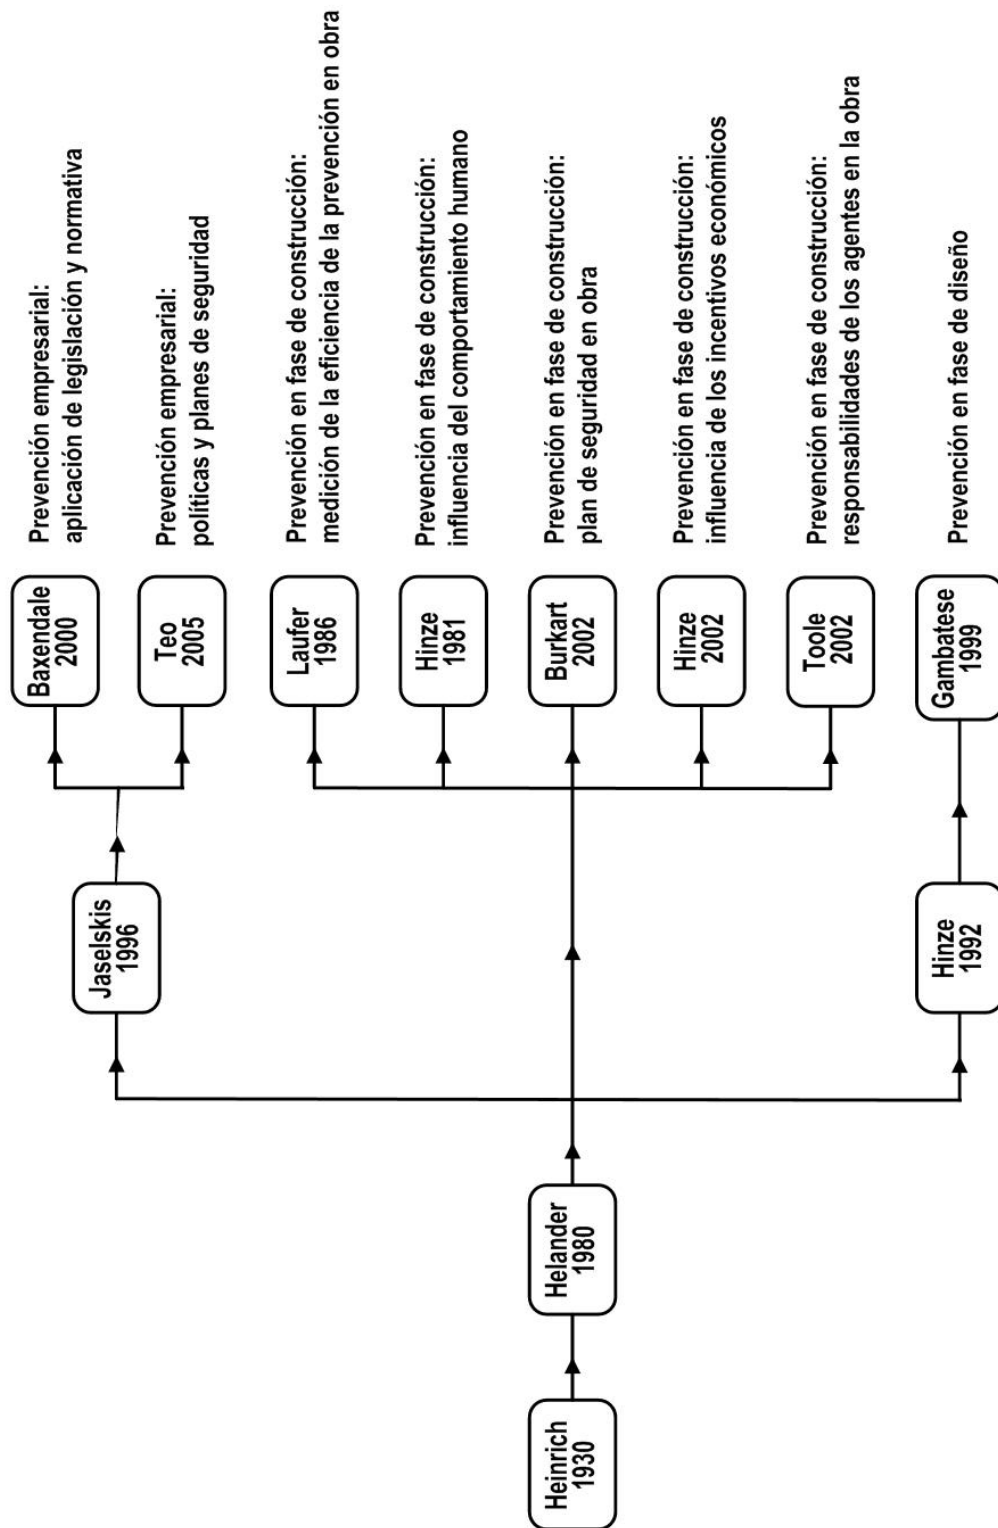 Heinrich
1930
Helander
1980
Jaselskis
1996
Hinze
1992
Baxendale
2000
Prevención empresarial:
aplicación de legislación y normativa
Teo
2005
Prevención empresarial:
políticas y planes de seguridad
Laufer
1986
Prevención en fase de construcción:
medición de la eficiencia de la prevención en obra
Hinze
1981
Prevención en fase de construcción:
influencia del comportamiento humano
Burkart
2002
Prevención en fase de construcción:
plan de seguridad en obra
Hinze
2002
Prevención en fase de construcción:
influencia de los incentivos económicos
Toole
2002
Prevención en fase de construcción:
responsabilidades de los agentes en la obra
Gambatese
1999
Prevención en fase de diseño